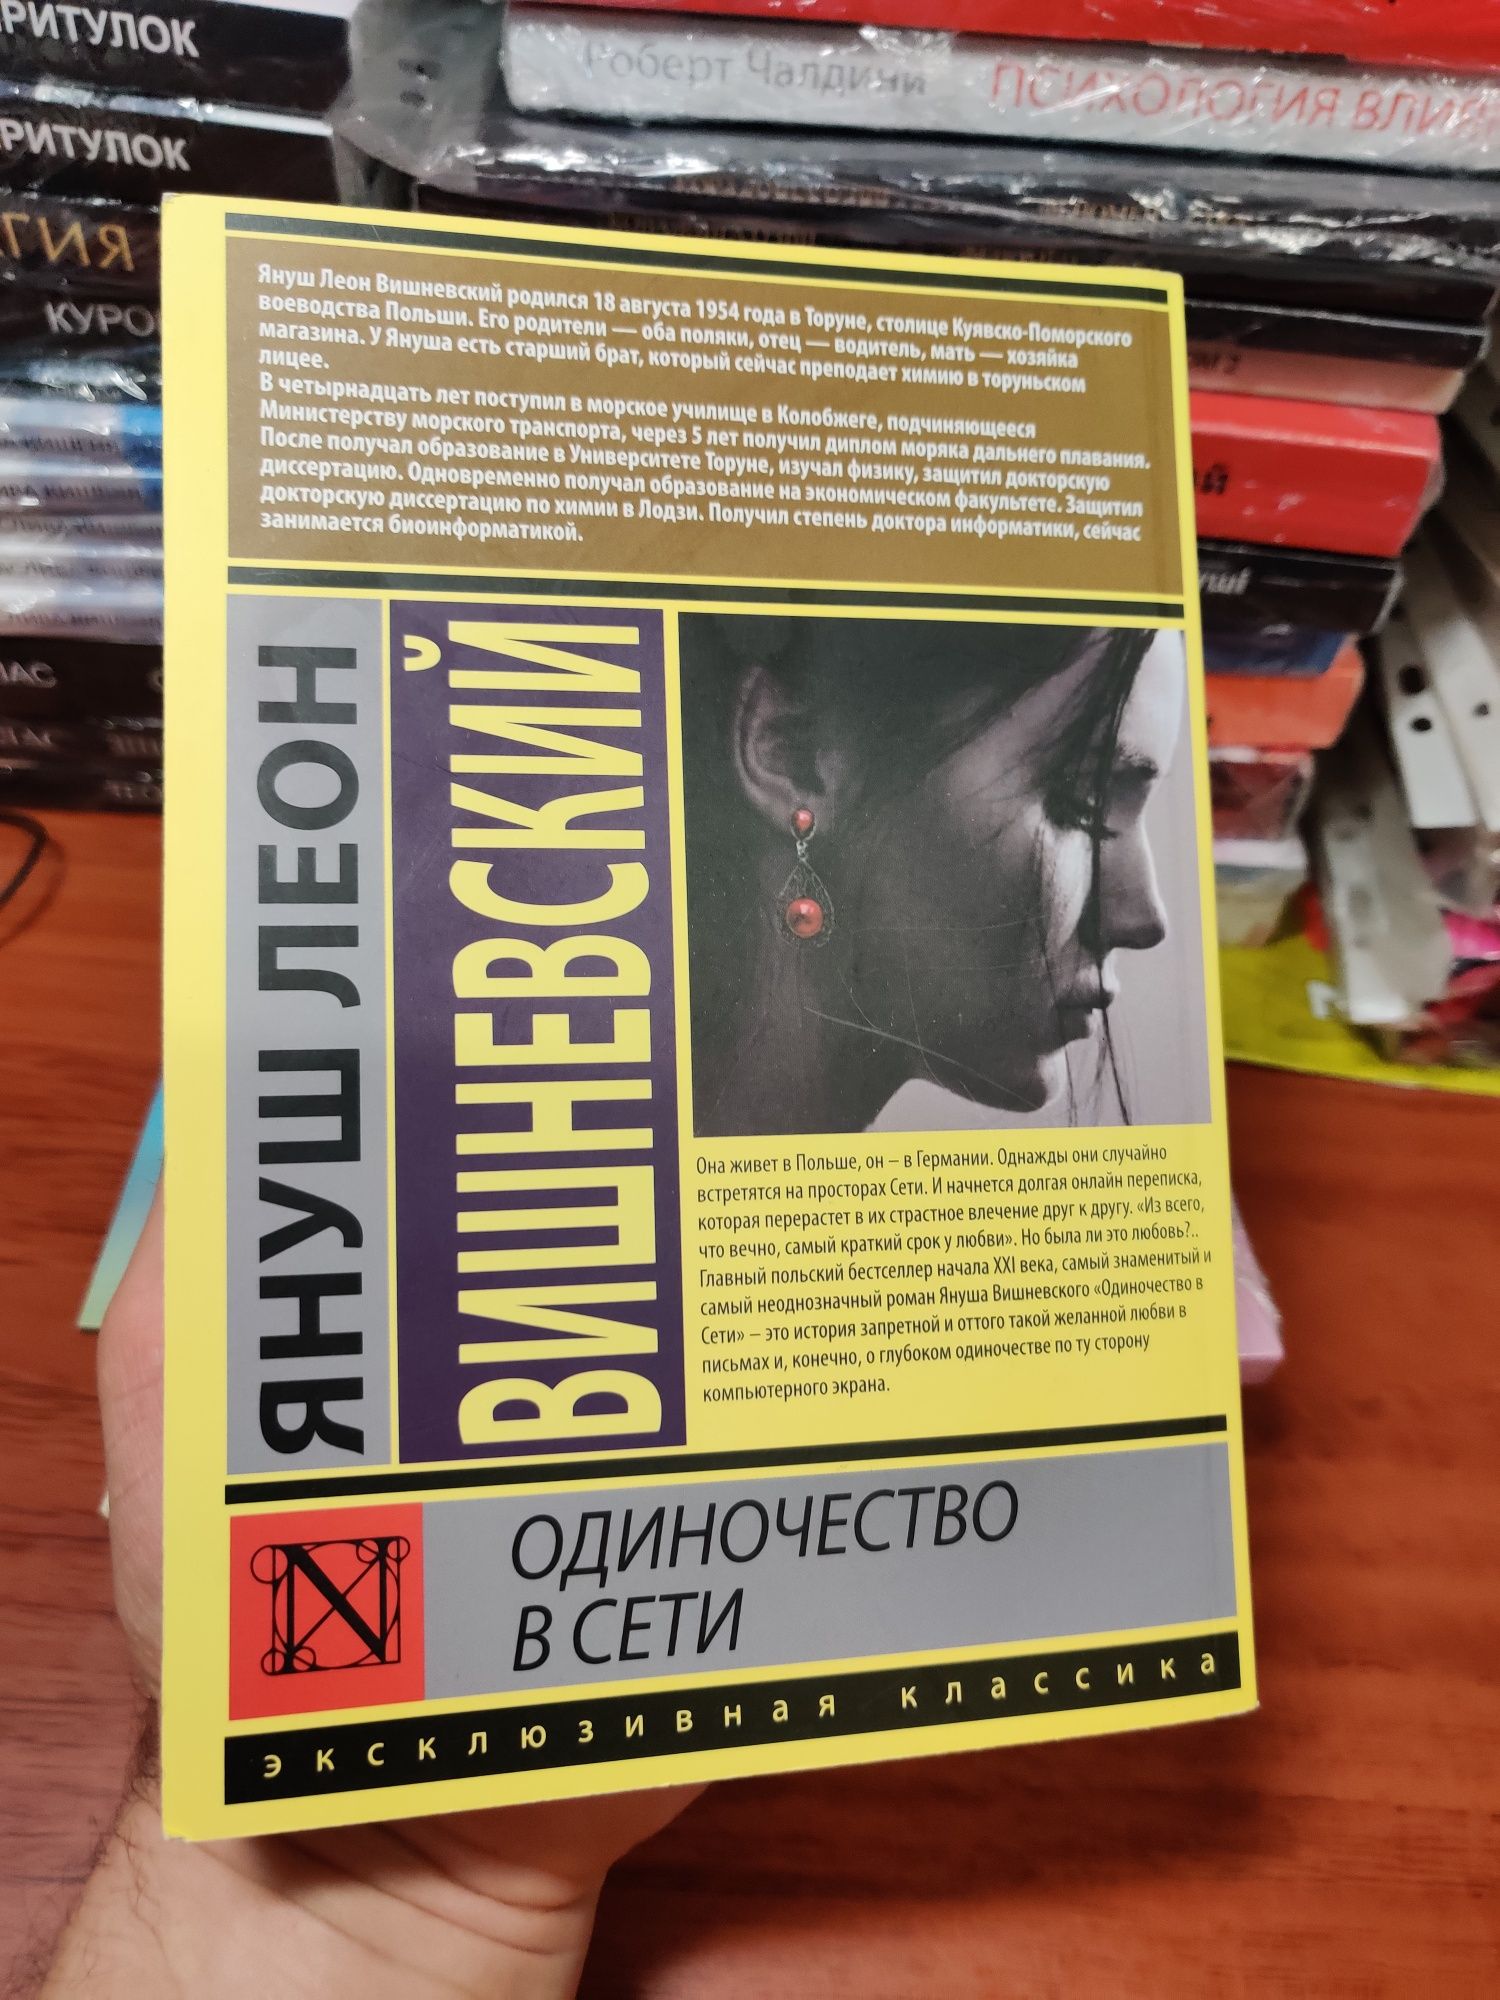 РИТУЛОК
РИТУЛОК
ГИЯ
КУРО
Роберт Чалдини
ПСИХОЛОГИЯ ВЛИЯ
Януш Леон Вишневский родился 18 августа 1954 года в Торуне, столице Куявско-Поморского
воеводства Польши. Его родители — оба поляки, отец — водитель, мать — хозяйка
магазина. У Януша есть старший брат, который сейчас преподает химию в торуньском
лицее.
В четырнадцать лет поступил в морское училище в Колобжеге, подчиняющееся
Министерству морского транспорта, через 5 лет получил диплом моряка дальнего плавания.
После получал образование в Университете Торуне, изучал физику, защитил докторскую
диссертацию. Одновременно получал образование на экономическом факультете. Защитил
докторскую диссертацию по химии в Лодзи. Получил степень доктора информатики, сейчас
занимается биоинформатикой.
ЯНУШ ЛЕОН
ВИШНЕВСКИЙ
Она живет в Польше, он – в Германии. Однажды они случайно
встретятся на просторах Сети. И начнется долгая онлайн переписка,
которая перерастет в их страстное влечение друг к другу. «Из всего,
что вечно, самый краткий срок у любви». Но была ли это любовь?..
Главный польский бестселлер начала XXI века, самый знаменитый и
самый неоднозначный роман Януша Вишневского «Одиночество в
Сети» – это история запретной и оттого такой желанной любви в
письмах и, конечно, о глубоком одиночестве по ту сторону
компьютерного экрана.
N
ОДИНОЧЕСТВО
В СЕТИ
эксклюзивная классика